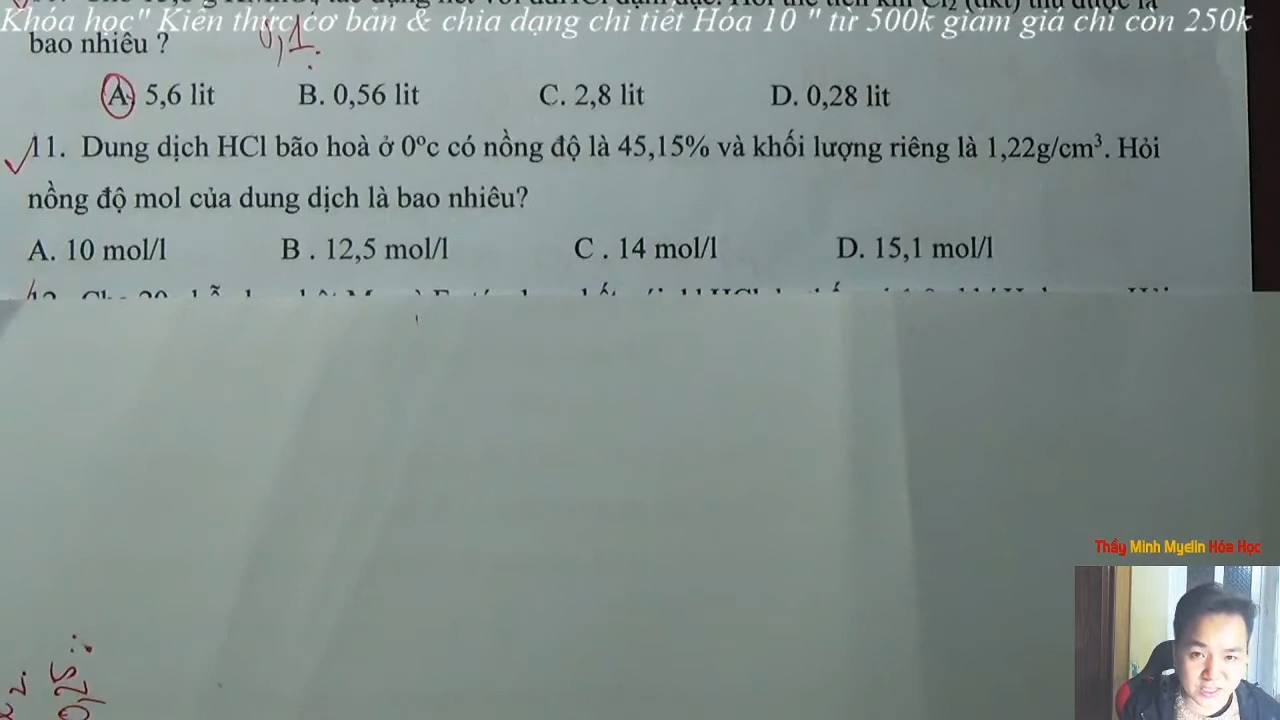 Khóa học" Kiến thức cơ bản & chia dạng chi tiết Hóa 10 " từ 500k giảm giá chỉ còn 250k
bao nhiêu ?
0,1.
A. 5,6 lit B. 0,56 lit C. 2,8 lit D. 0,28 lit
11. Dung dịch HCl bão hoà ở 0°c có nồng độ là 45,15% và khối lượng riêng là 1,22g/cm³. Hỏi
nồng độ mol của dung dịch là bao nhiêu?
A. 10 mol/l B . 12,5 mol/l C . 14 mol/l D. 15,1 mol/l
Thầy Minh Myelin Hóa Học
0,25